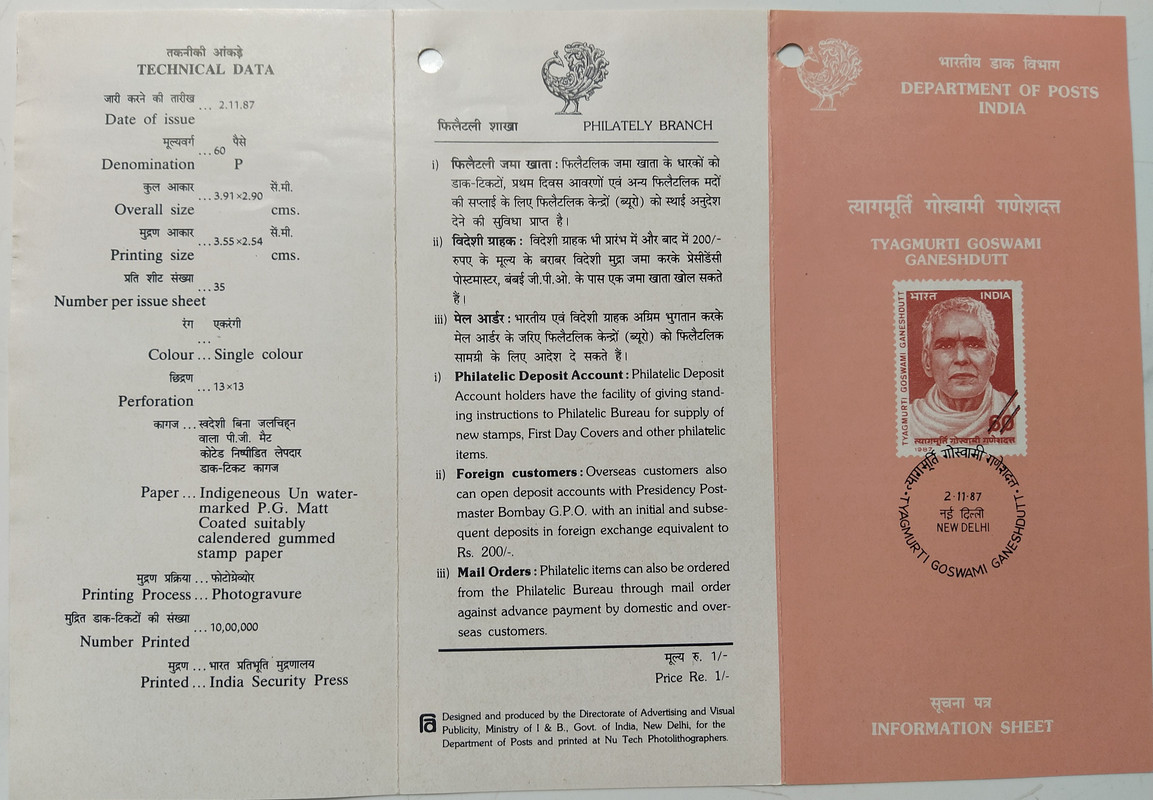 तकनीकी आंकड़े
TECHNICAL DATA
जारी करने की तारीख ... 2.11.87
Date of issue
मूल्यवर्ग ...60 पैसे
Denomination P
कुल आकार ...3.91×2.90 सें.मी.
Overall size cms.
मुद्रण आकार ...3.55×2.54 सें.मी.
Printing size cms.
प्रति शीट संख्या ...35
Number per issue sheet
रंग एकरंगी
...
Colour ... Single colour
छिद्रण ...13×13
Perforation
कागज ... स्वदेशी बिना जलचिह्न
वाला पी.जी. मैट
कोटेड निष्पीडित लेपदार
डाक-टिकट कागज
Paper ... Indigeneous Un water-
marked P.G. Matt
Coated suitably
calendered gummed
stamp paper
मुद्रण प्रक्रिया ... फोटोग्रेव्योर
Printing Process ... Photogravure
मुद्रित डाक-टिकटों की संख्या ... 10,00,000
Number Printed
मुद्रण ... भारत प्रतिभूति मुद्रणालय
Printed ... India Security Press
फिलैटली शाखा PHILATELY BRANCH
i) फिलैटली जमा खाता : फिलैटलिक जमा खाता के धारकों को
डाक-टिकटों, प्रथम दिवस आवरणों एवं अन्य फिलैटलिक मदों
की सप्लाई के लिए फिलैटलिक केन्द्रों (ब्यूरो) को स्थाई अनुदेश
देने की सुविधा प्राप्त है।
ii) विदेशी ग्राहक : विदेशी ग्राहक भी प्रारंभ में और बाद में 200/-
रुपए के मूल्य के बराबर विदेशी मुद्रा जमा करके प्रेसीडेंसी
पोस्टमास्टर, बंबई जी.पी.ओ. के पास एक जमा खाता खोल सकते
हैं।
iii) मेल आर्डर : भारतीय एवं विदेशी ग्राहक अग्रिम भुगतान करके
मेल आर्डर के जरिए फिलैटलिक केन्द्रों (ब्यूरो) को फिलैटलिक
सामग्री के लिए आदेश दे सकते हैं।
i) Philatelic Deposit Account : Philatelic Deposit
Account holders have the facility of giving stand-
ing instructions to Philatelic Bureau for supply of
new stamps, First Day Covers and other philatelic
items.
ii) Foreign customers : Overseas customers also
can open deposit accounts with Presidency Post-
master Bombay G.P.O. with an initial and subse-
quent deposits in foreign exchange equivalent to
Rs. 200/-.
iii) Mail Orders : Philatelic items can also be ordered
from the Philatelic Bureau through mail order
against advance payment by domestic and over-
seas customers.
मूल्य रु. 1/-
Price Re. 1/-
Designed and produced by the Directorate of Advertising and Visual
Publicity, Ministry of I & B., Govt. of India, New Delhi, for the
Department of Posts and printed at Nu Tech Photolithographers.
भारतीय डाक विभाग
DEPARTMENT OF POSTS
INDIA
त्यागमूर्ति गोस्वामी गणेशदत्त
TYAGMURTI GOSWAMI
GANESHDUTT
भारत INDIA
TYAGMURTI GOSWAMI GANESHDUTT
60
त्यागमूर्ति गोस्वामी गणेशदत्त
1987
त्यागमूर्ति गोस्वामी गणेशदत्त
2·11·87
नई दिल्ली
NEW DELHI
TYAGMURTI GOSWAMI GANESHDUTT
सूचना पत्र
INFORMATION SHEET